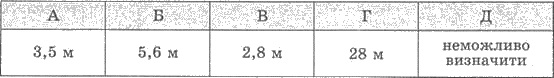 А Б В Г Д
3,5 м 5,6 м 2,8 м 28 м неможливо
визначити